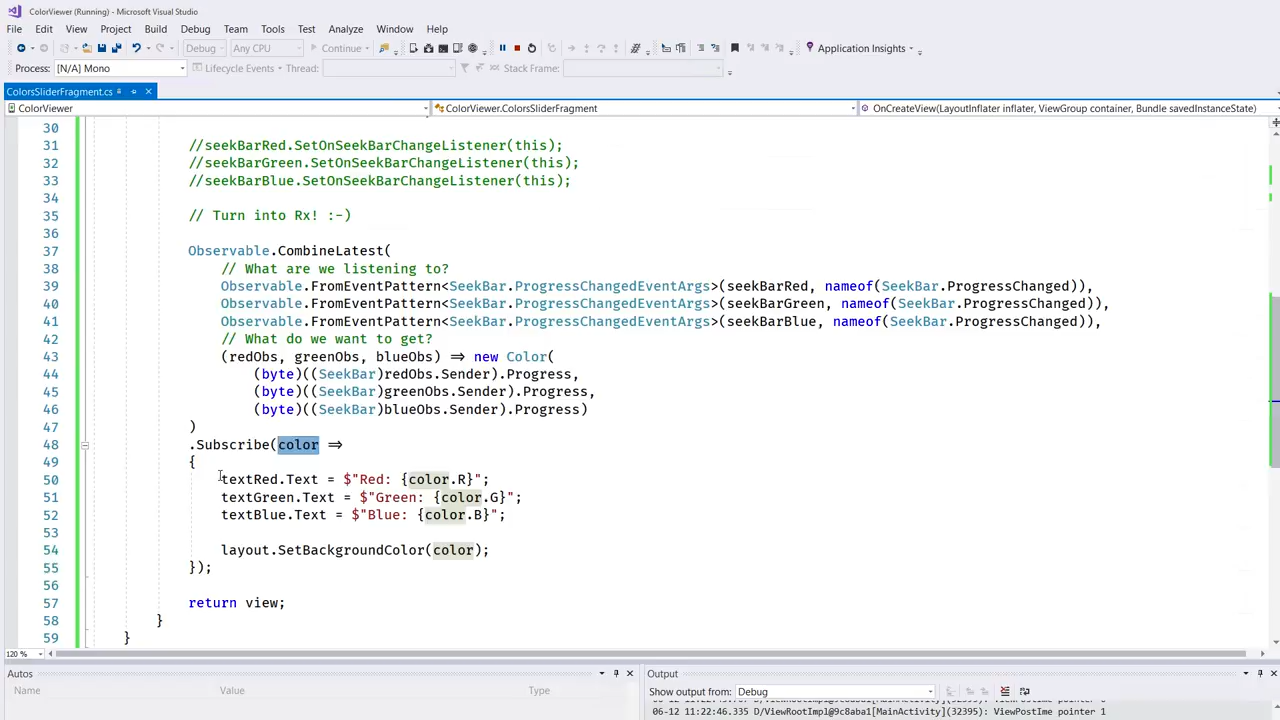 ColorViewer (Running) - Microsoft Visual Studio
File Edit View Project Build Debug Team Tools Test Analyze Window Help
Debug Any CPU Continue Application Insights
Process: [N/A] Mono Lifecycle Events Thread: Stack Frame:
ColorsSliderFragment.cs
ColorViewer ColorViewer.ColorsSliderFragment OnCreateView(LayoutInflater inflater, ViewGroup container, Bundle savedInstanceState)
30
31 //seekBarRed.SetOnSeekBarChangeListener(this);
32 //seekBarGreen.SetOnSeekBarChangeListener(this);
33 //seekBarBlue.SetOnSeekBarChangeListener(this);
34
35 // Turn into Rx! :-)
36
37 Observable.CombineLatest(
38 // What are we listening to?
39 Observable.FromEventPattern<SeekBar.ProgressChangedEventArgs>(seekBarRed, nameof(SeekBar.ProgressChanged)),
40 Observable.FromEventPattern<SeekBar.ProgressChangedEventArgs>(seekBarGreen, nameof(SeekBar.ProgressChanged)),
41 Observable.FromEventPattern<SeekBar.ProgressChangedEventArgs>(seekBarBlue, nameof(SeekBar.ProgressChanged)),
42 // What do we want to get?
43 (redObs, greenObs, blueObs) => new Color(
44 (byte)((SeekBar)redObs.Sender).Progress,
45 (byte)((SeekBar)greenObs.Sender).Progress,
46 (byte)((SeekBar)blueObs.Sender).Progress)
47 )
48 .Subscribe(color =>
49 {
50 textRed.Text = $"Red: {color.R}";
51 textGreen.Text = $"Green: {color.G}";
52 textBlue.Text = $"Blue: {color.B}";
53
54 layout.SetBackgroundColor(color);
55 });
56
57 return view;
58 }
59 }
120 %
Autos Output
Name Value Type Show output from: Debug
06-12 11:22:46.335 D/ViewRootImpl@9c8aba1[MainActivity](32395): ViewPostIme pointer 1